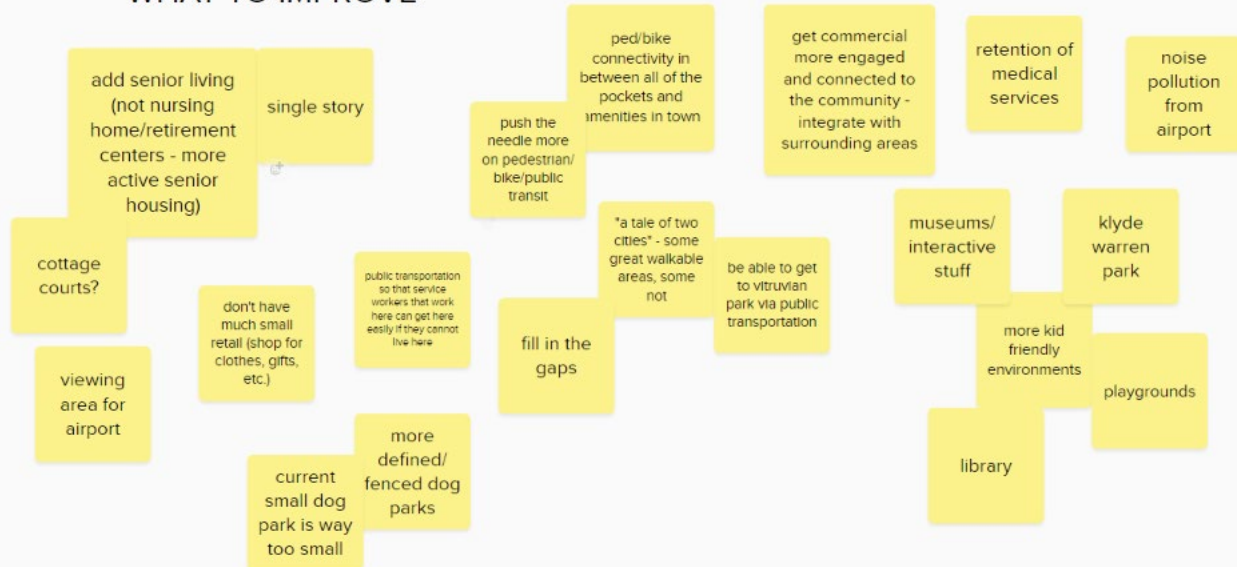 WHAT TO IMPROVE
add senior living
(not nursing
home/retirement
centers - more
active senior
housing)
single story
cottage
courts?
viewing
area for
airport
don't have
much small
retail (shop for
clothes, gifts,
etc.)
public transportation
so that service
workers that work
here can get here
easily if they cannot
live here
current
small dog
park is way
too small
more
defined/
fenced dog
parks
ped/bike
connectivity in
between all of the
pockets and
amenities in town
push the
needle more
on pedestrian/
bike/public
transit
"a tale of two
cities" - some
great walkable
areas, some
not
fill in the
gaps
be able to get
to vitruvian
park via public
transportation
get commercial
more engaged
and connected to
the community -
integrate with
surrounding areas
retention of
medical
services
noise
pollution
from
airport
museums/
interactive
stuff
klyde
warren
park
more kid
friendly
environments
playgrounds
library